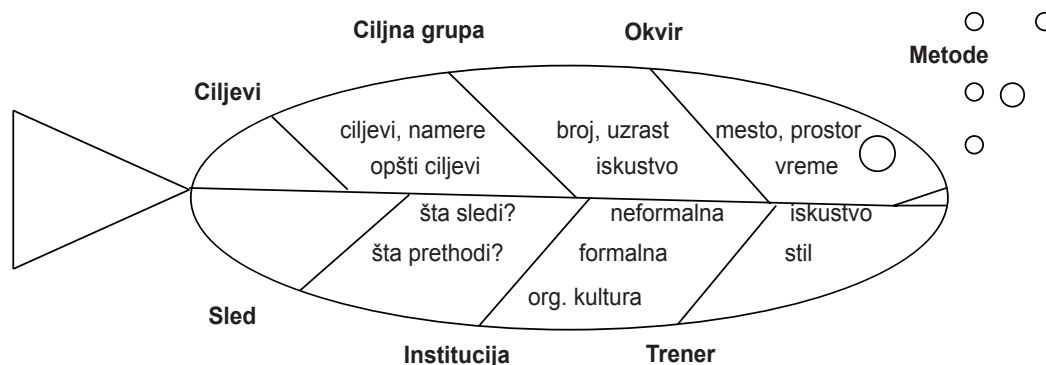 Ciljna grupa
Okvir
Metode
Ciljevi
ciljevi, namere
opšti ciljevi
broj, uzrast
iskustvo
mesto, prostor
vreme
šta sledi?
šta prethodi?
neformalna
formalna
org. kultura
iskustvo
stil
Sled
Institucija
Trener